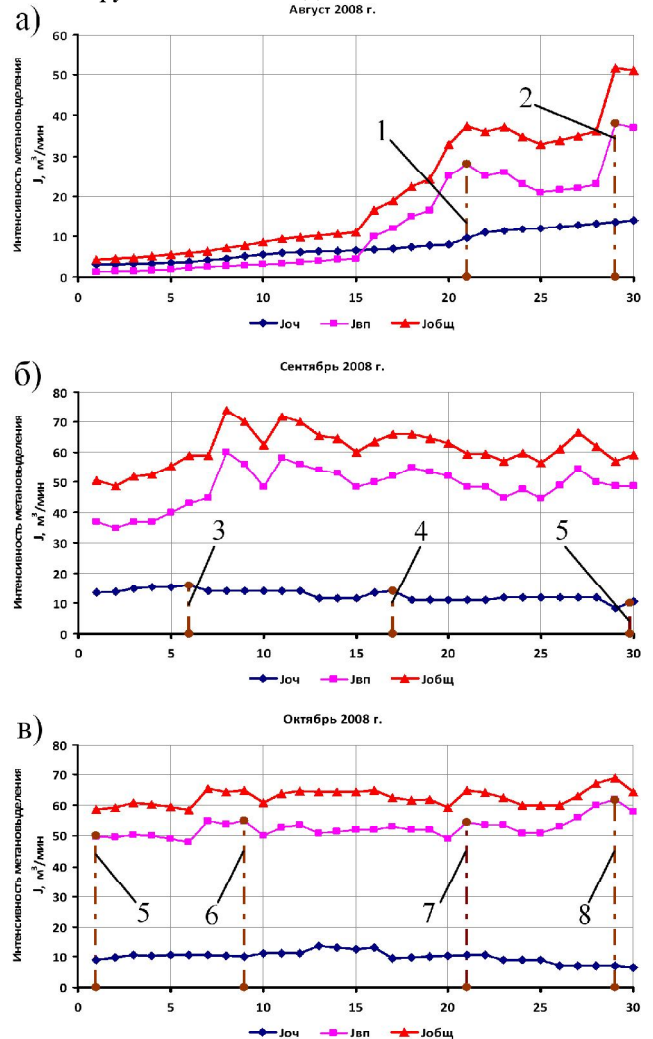 а)
Август 2008 г.
Интенсивность метановыделения
J, м³/мин
60
50
40
30
20
10
0
1
2
0 5 10 15 20 25 30
Jоч Jвп Jобщ
б)
Сентябрь 2008 г.
Интенсивность метановыделения
J, м³/мин
80
70
60
50
40
30
20
10
0
3 4 5
0 5 10 15 20 25 30
Jоч Jвп Jобщ
в)
Октябрь 2008 г.
Интенсивность метановыделения
J, м³/мин
80
70
60
50
40
30
20
10
0
5 6 7 8
0 5 10 15 20 25 30
Jоч Jвп Jобщ